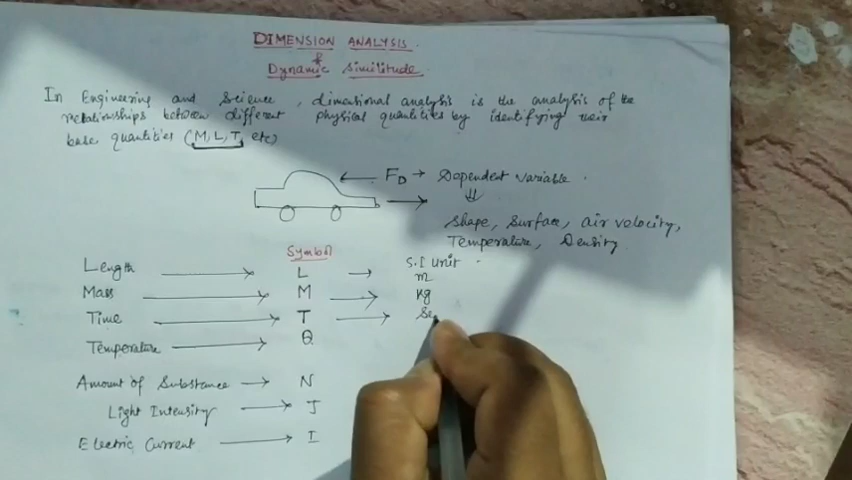 DIMENSION ANALYSIS.
&
Dynamic Similitude.
In Engineering and Science, dimensional analysis is the analysis of the
relationships between different physical quantities by identifying their
base quantities (M, L, T, etc)
← FD → Dependent variable.
⇓
Shape, Surface, air velocity,
Temperature, Density.
Symbol S.I Unit.
Length → L → m
Mass → M → kg
Time → T → Se
Temperature → θ
Amount of Substance → N
Light Intensity → J
Electric Current → I